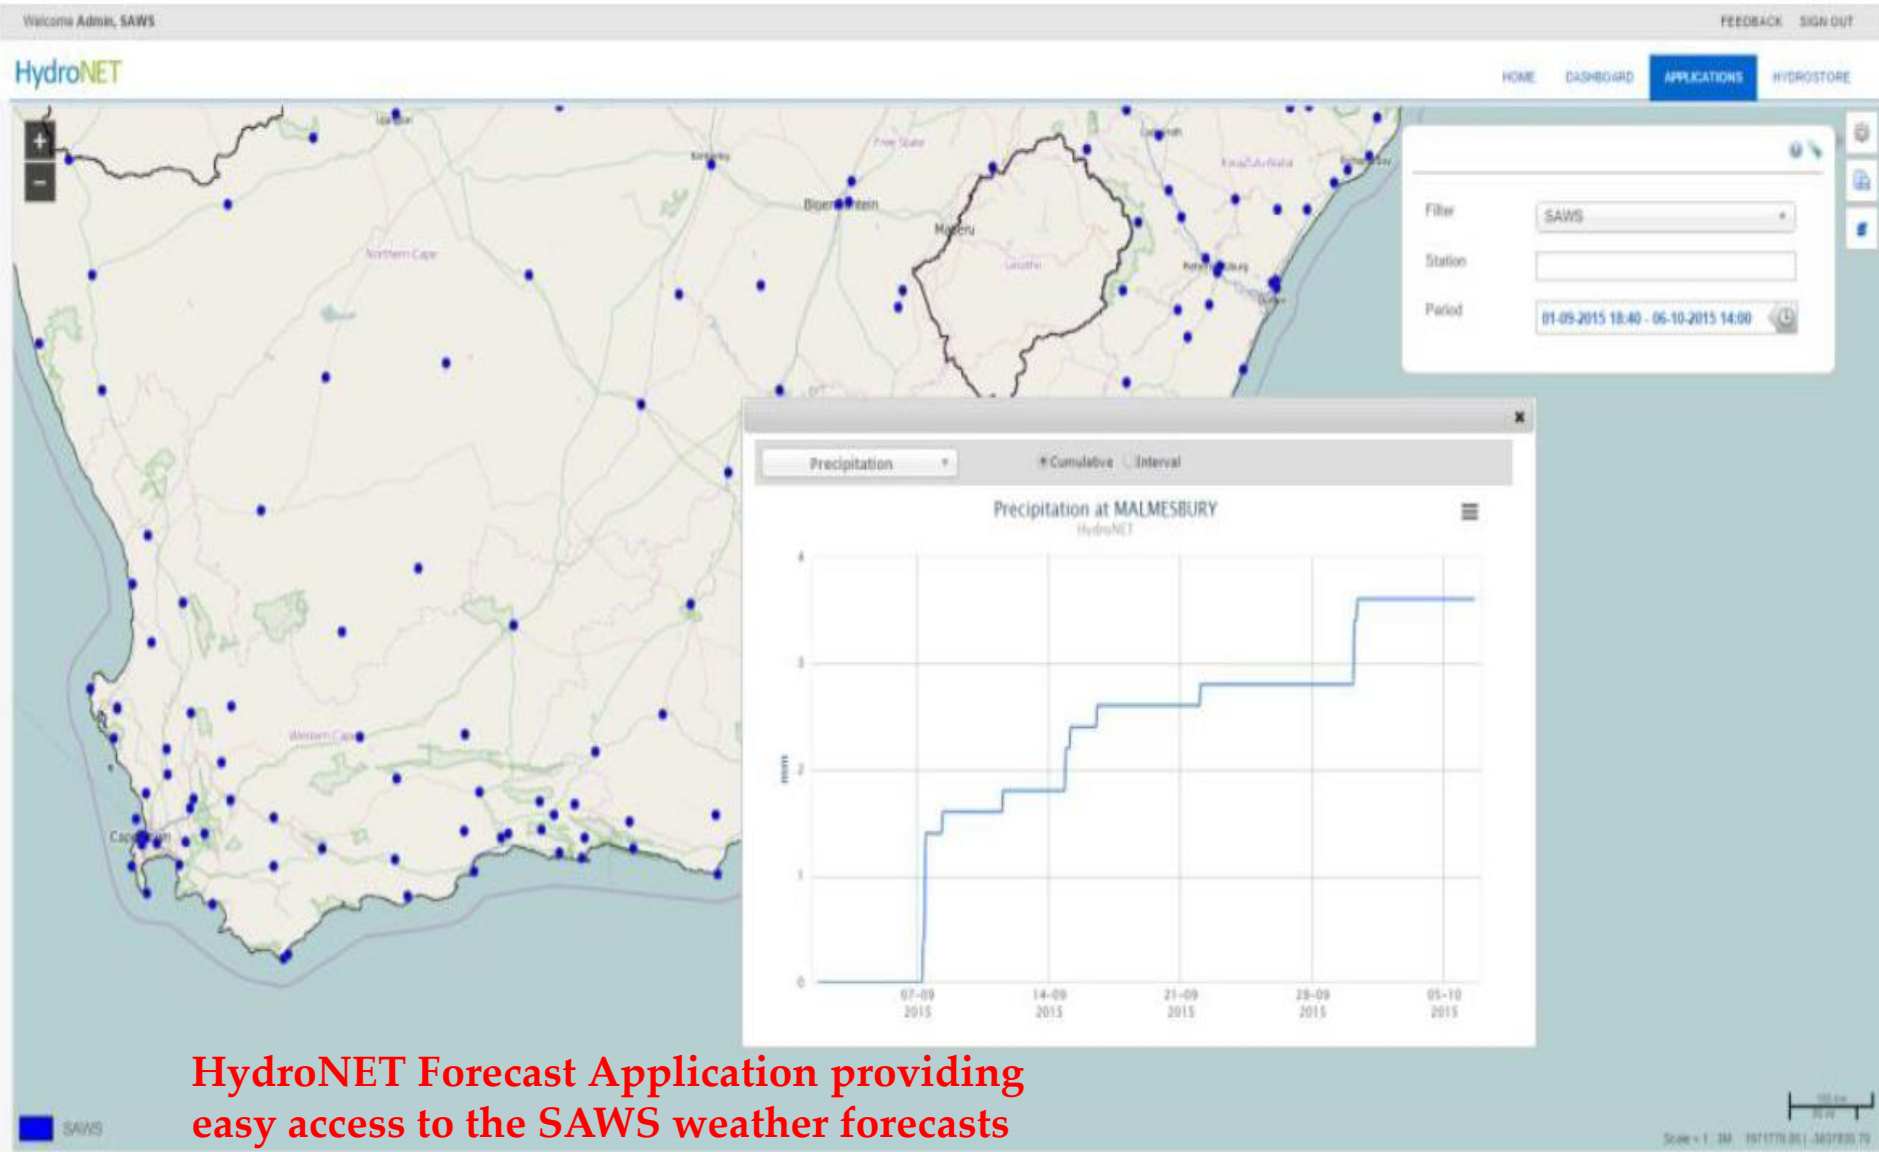 Welcome Admin, SAWS
FEEDBACK SIGN OUT
HydroNET
HOME DASHBOARD APPLICATIONS HYDROSTORE
+
−
Free State
KwaZulu-Natal
Northern Cape
Lesotho
Western Cape
Filter SAWS
Station
Period 01-09-2015 18:40 - 06-10-2015 14:00
Precipitation
Cumulative Interval
Precipitation at MALMESBURY
HydroNET
4
3
2
1
0
mm
07-09 14-09 21-09 28-09 05-10
2015 2015 2015 2015 2015
HydroNET Forecast Application providing
easy access to the SAWS weather forecasts
SAWS